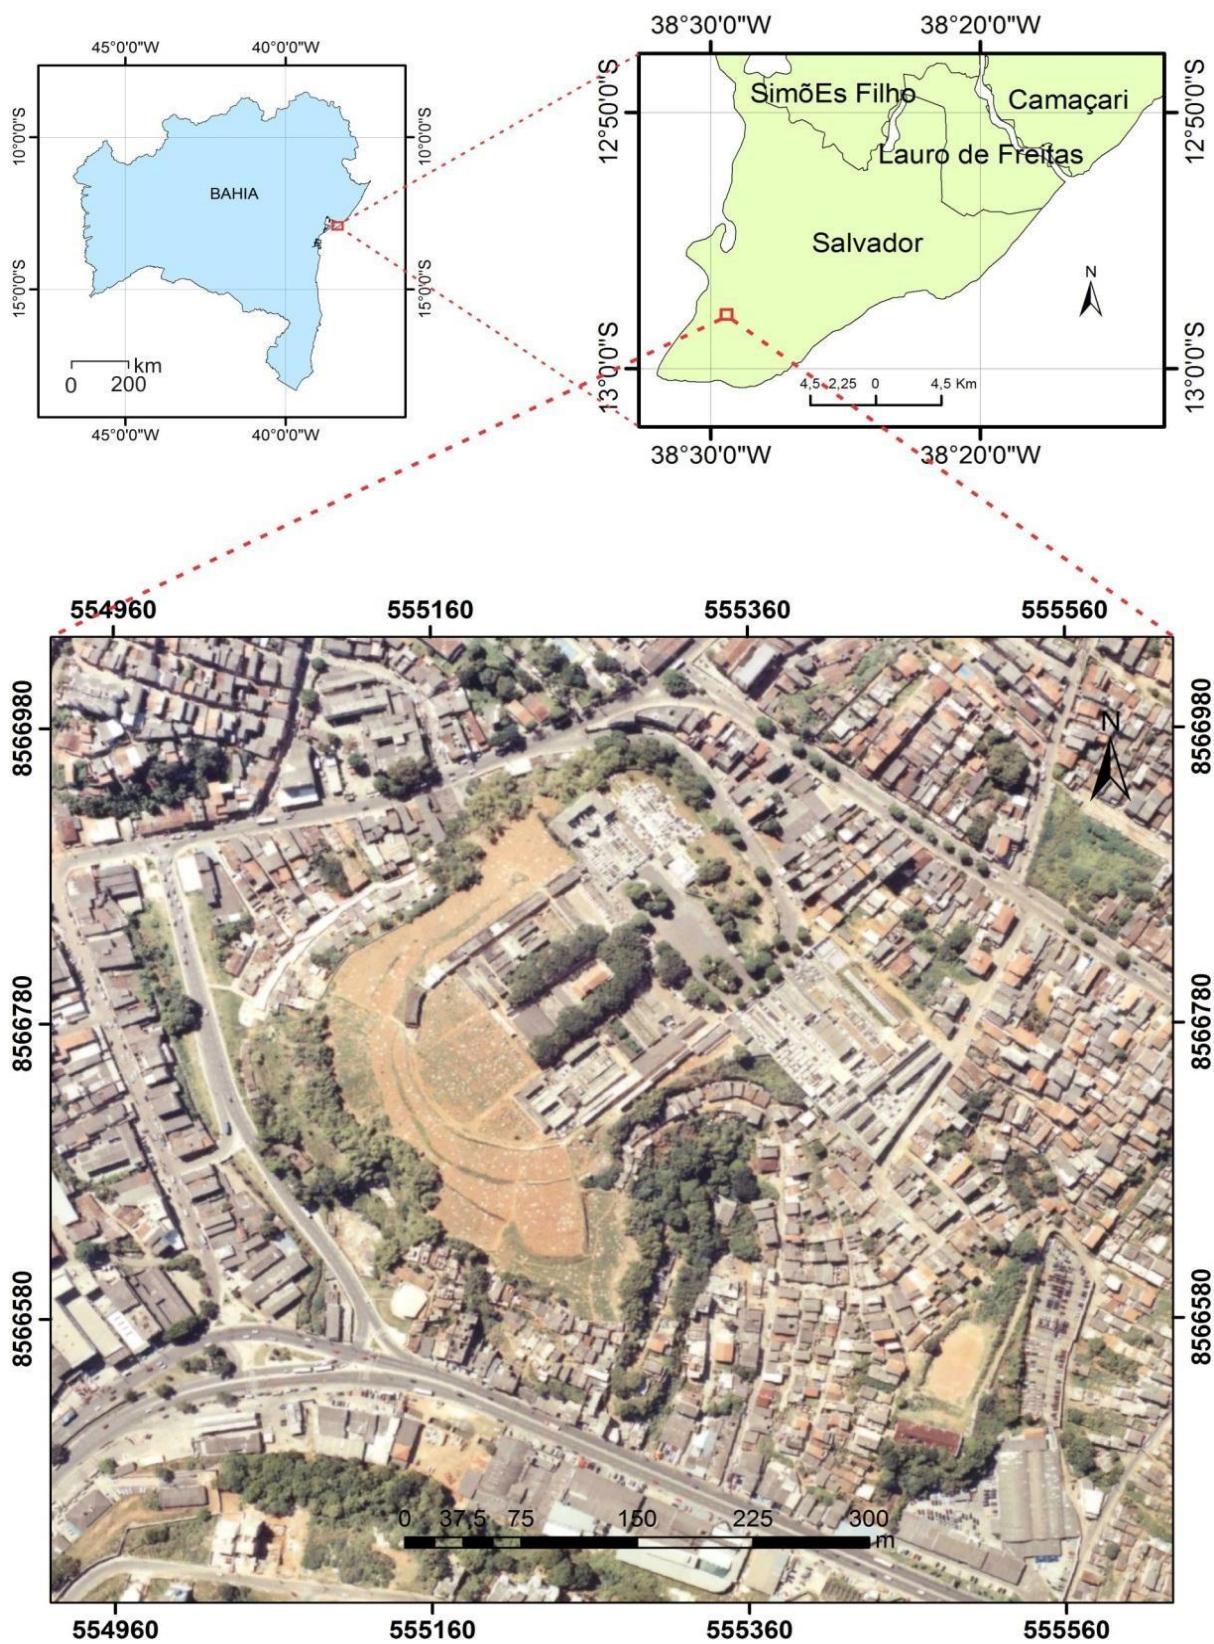 45°0'0"W 40°0'0"W
10°0'0"S
10°0'0"S
BAHIA
15°0'0"S
15°0'0"S
km
0 200
45°0'0"W 40°0'0"W
38°30'0"W 38°20'0"W
12°50'0"S
12°50'0"S
SimõEs Filho
Camaçari
Lauro de Freitas
Salvador
N
13°0'0"S
13°0'0"S
4,5 2,25 0 4,5 Km
38°30'0"W 38°20'0"W
554960 555160 555360 555560
8566980
8566980
N
8566780
8566780
8566580
8566580
0 37,5 75 150 225 300
m
554960 555160 555360 555560